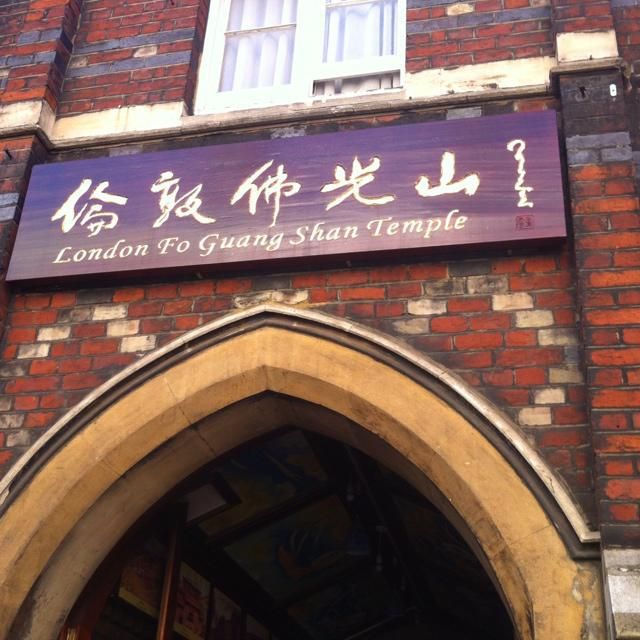 倫敦佛光山
London Fo Guang Shan Temple